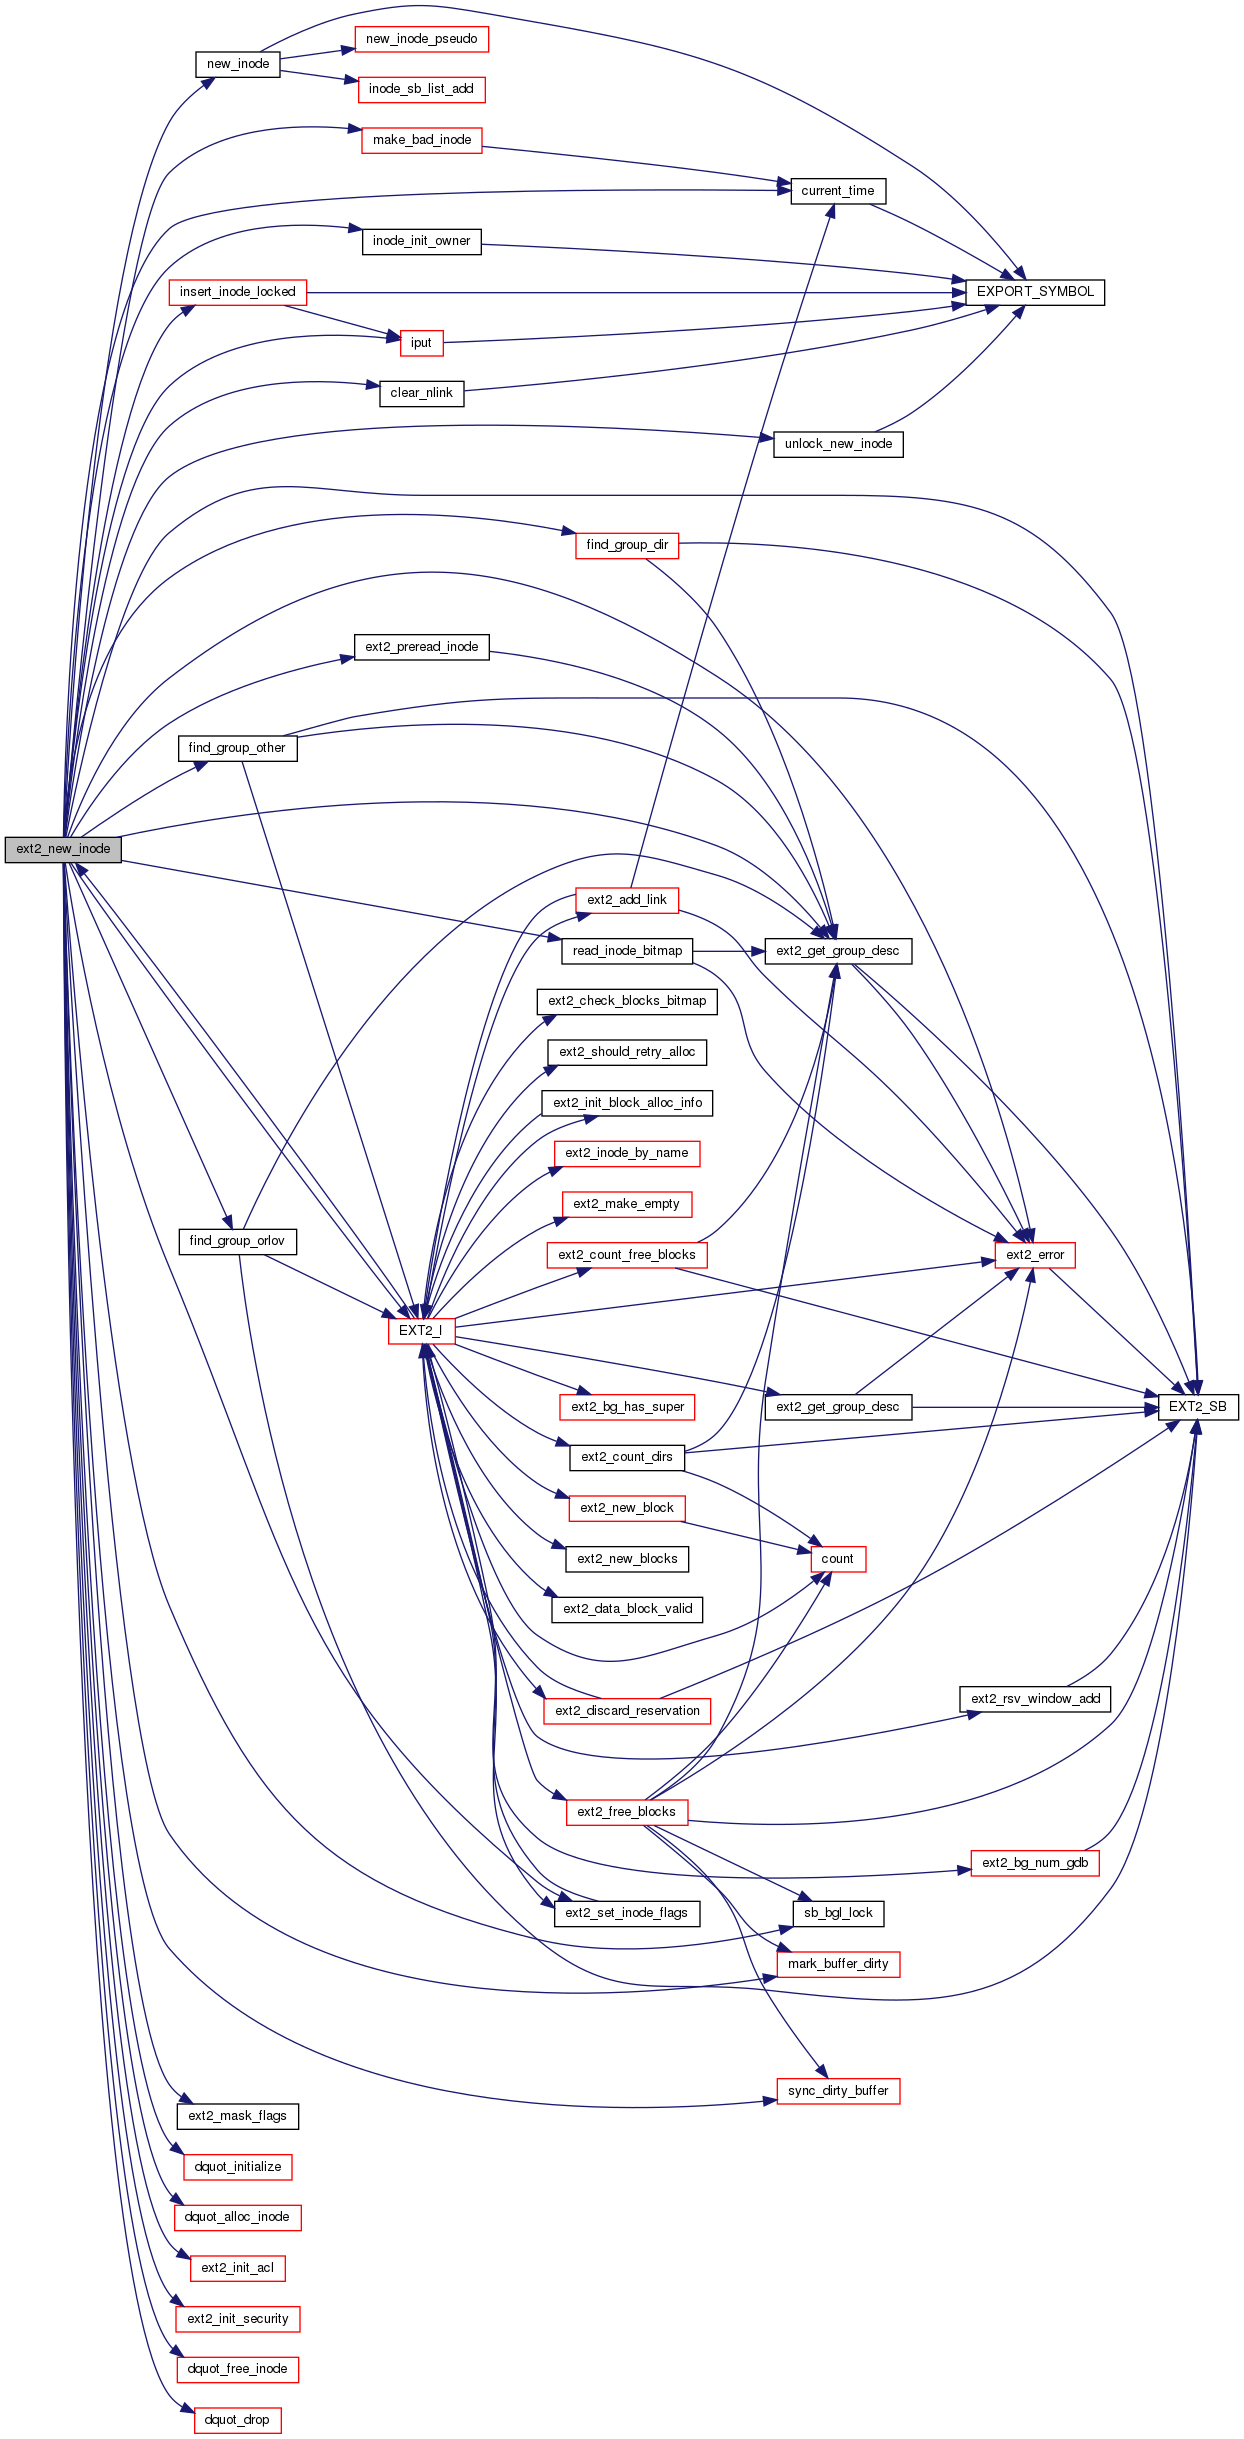 new_inode_pseudo
new_inode
inode_sb_list_add
make_bad_inode
current_time
inode_init_owner
insert_inode_locked
EXPORT_SYMBOL
iput
clear_nlink
unlock_new_inode
find_group_dir
ext2_preread_inode
find_group_other
ext2_new_inode
ext2_add_link
read_inode_bitmap
ext2_get_group_desc
ext2_check_blocks_bitmap
ext2_should_retry_alloc
ext2_init_block_alloc_info
ext2_inode_by_name
ext2_make_empty
find_group_orlov
ext2_count_free_blocks
ext2_error
EXT2_I
ext2_bg_has_super
ext2_get_group_desc
EXT2_SB
ext2_count_dirs
ext2_new_block
ext2_new_blocks
count
ext2_data_block_valid
ext2_discard_reservation
ext2_rsv_window_add
ext2_free_blocks
ext2_bg_num_gdb
ext2_set_inode_flags
sb_bgl_lock
mark_buffer_dirty
sync_dirty_buffer
ext2_mask_flags
dquot_initialize
dquot_alloc_inode
ext2_init_acl
ext2_init_security
dquot_free_inode
dquot_drop